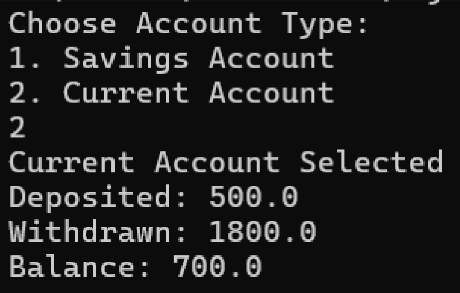 Choose Account Type:
1. Savings Account
2. Current Account
2
Current Account Selected
Deposited: 500.0
Withdrawn: 1800.0
Balance: 700.0